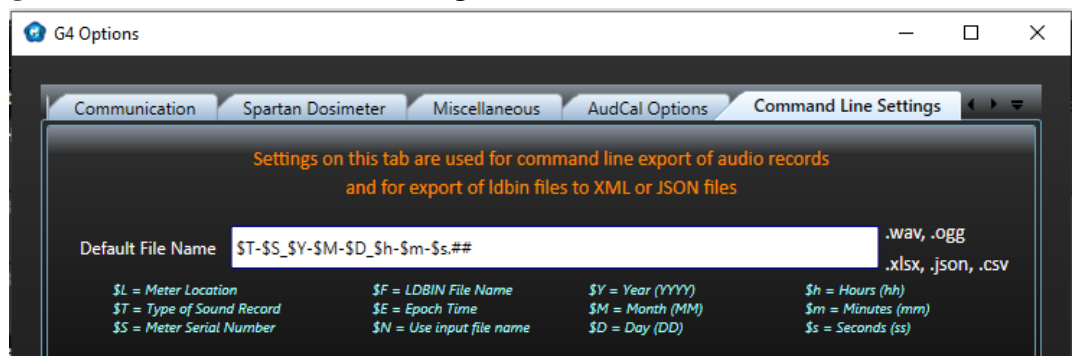 G4 Options
Communication Spartan Dosimeter Miscellaneous AudCal Options Command Line Settings
Settings on this tab are used for command line export of audio records
and for export of ldbin files to XML or JSON files
Default File Name $T-$S_$Y-$M-$D_$h-$m-$s.## .wav, .ogg
.xlsx, .json, .csv
$L = Meter Location $F = LDBIN File Name $Y = Year (YYYY) $h = Hours (hh)
$T = Type of Sound Record $E = Epoch Time $M = Month (MM) $m = Minutes (mm)
$S = Meter Serial Number $N = Use input file name $D = Day (DD) $s = Seconds (ss)